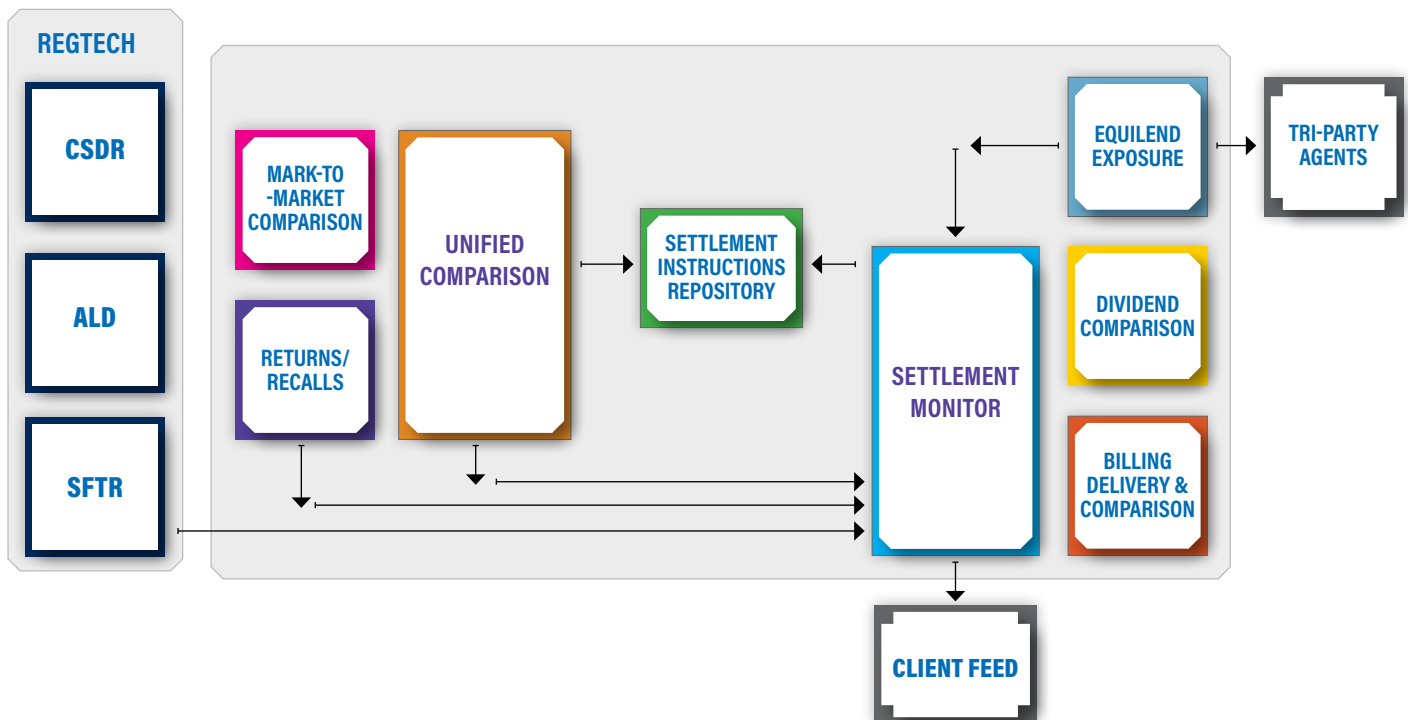 REGTECH
CSDR
ALD
SFTR
MARK-TO
-MARKET
COMPARISON
RETURNS/
RECALLS
UNIFIED
COMPARISON
SETTLEMENT
INSTRUCTIONS
REPOSITORY
SETTLEMENT
MONITOR
EQUILEND
EXPOSURE
DIVIDEND
COMPARISON
BILLING
DELIVERY &
COMPARISON
TRI-PARTY
AGENTS
CLIENT FEED